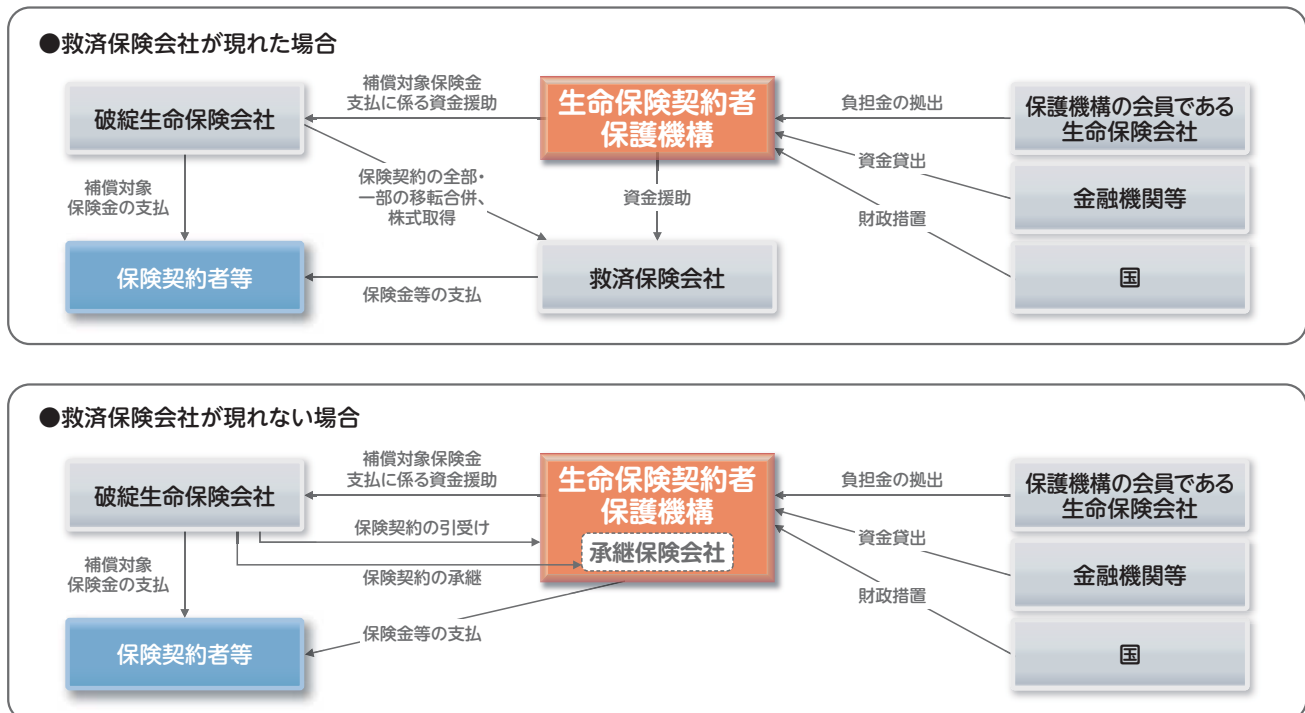 ●救済保険会社が現れた場合
破綻生命保険会社
補償対象保険金
支払に係る資金援助
生命保険契約者
保護機構
負担金の拠出
保護機構の会員である
生命保険会社
資金貸出
金融機関等
財政措置
国
補償対象
保険金の支払
保険契約の全部・
一部の移転合併、
株式取得
資金援助
保険契約者等
保険金等の支払
救済保険会社
●救済保険会社が現れない場合
破綻生命保険会社
補償対象保険金
支払に係る資金援助
生命保険契約者
保護機構
承継保険会社
負担金の拠出
保護機構の会員である
生命保険会社
資金貸出
金融機関等
財政措置
国
保険契約の引受け
保険契約の承継
補償対象
保険金の支払
保険契約者等
保険金等の支払